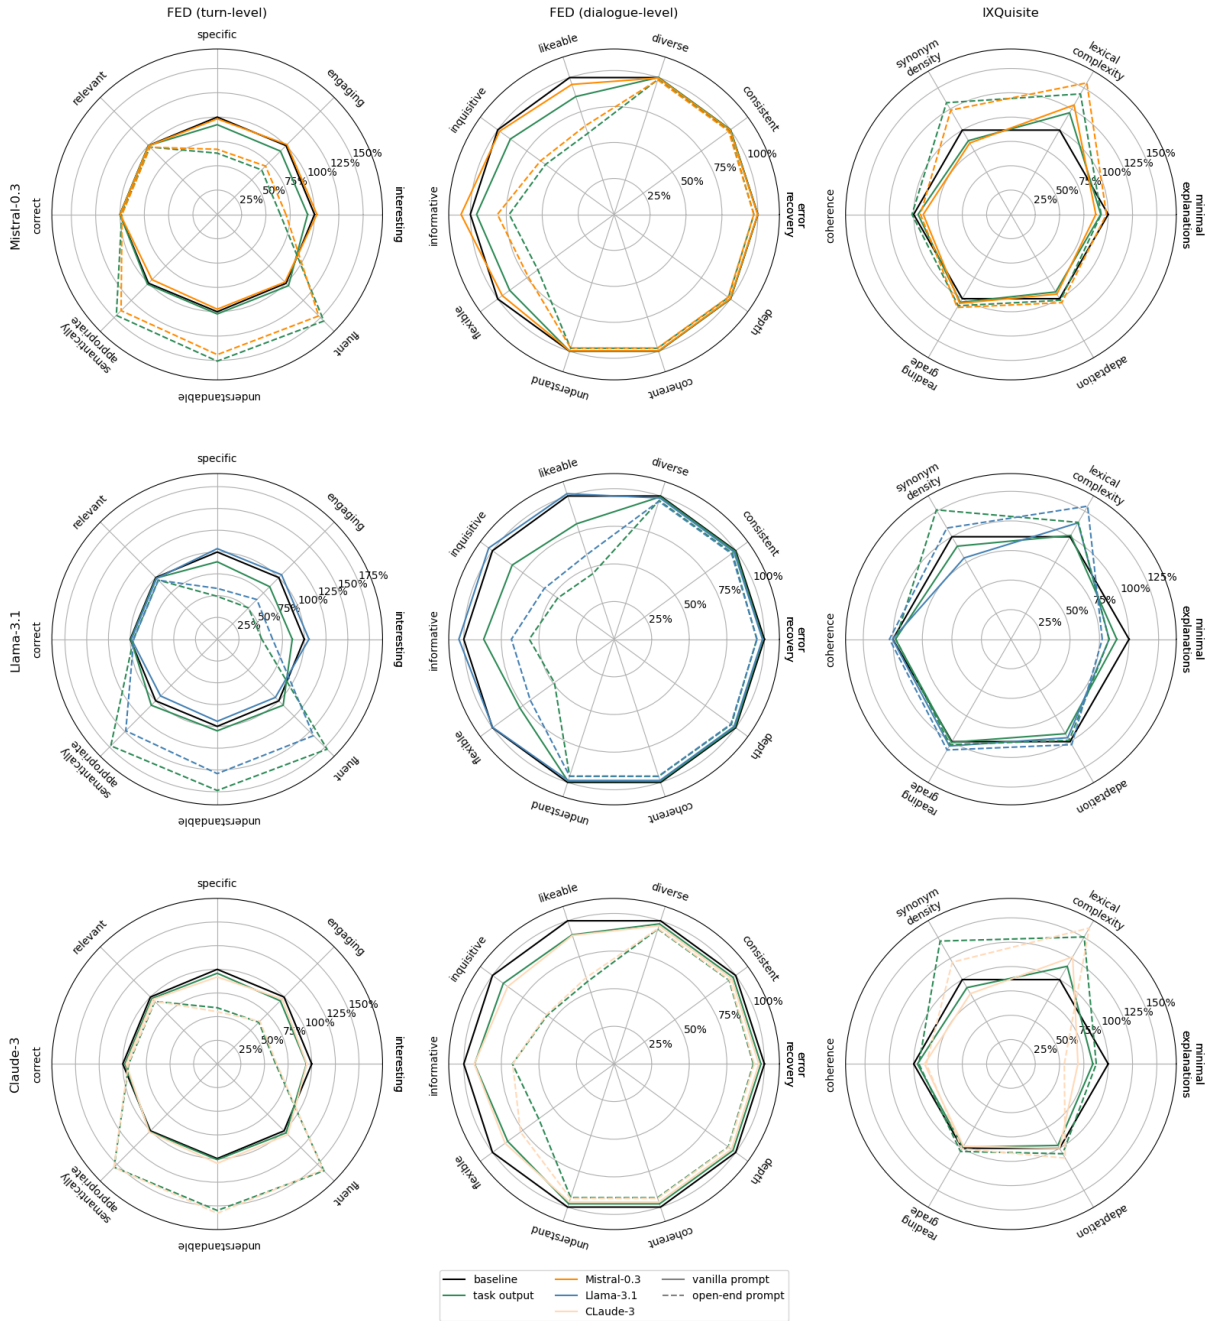 FED (turn-level)
FED (dialogue-level)
IXQuisite
Mistral-0.3
specific
engaging
interesting
fluent
understandable
semantically
appropriate
correct
relevant
25%
50%
75%
100%
125%
150%
likeable
diverse
consistent
error
recovery
depth
coherent
understand
flexible
informative
inquisitive
25%
50%
75%
100%
synonym
density
lexical
complexity
minimal
explanations
adaptation
reading
grade
coherence
25%
50%
75%
100%
125%
150%
Llama-3.1
specific
engaging
interesting
fluent
understandable
semantically
appropriate
correct
relevant
25%
50%
75%
100%
125%
150%
175%
likeable
diverse
consistent
error
recovery
depth
coherent
understand
flexible
informative
inquisitive
25%
50%
75%
100%
synonym
density
lexical
complexity
minimal
explanations
adaptation
reading
grade
coherence
25%
50%
75%
100%
125%
Claude-3
specific
engaging
interesting
fluent
understandable
semantically
appropriate
correct
relevant
25%
50%
75%
100%
125%
150%
likeable
diverse
consistent
error
recovery
depth
coherent
understand
flexible
informative
inquisitive
25%
50%
75%
100%
synonym
density
lexical
complexity
minimal
explanations
adaptation
reading
grade
coherence
25%
50%
75%
100%
125%
150%
baseline
task output
Mistral-0.3
Llama-3.1
CLaude-3
vanilla prompt
open-end prompt